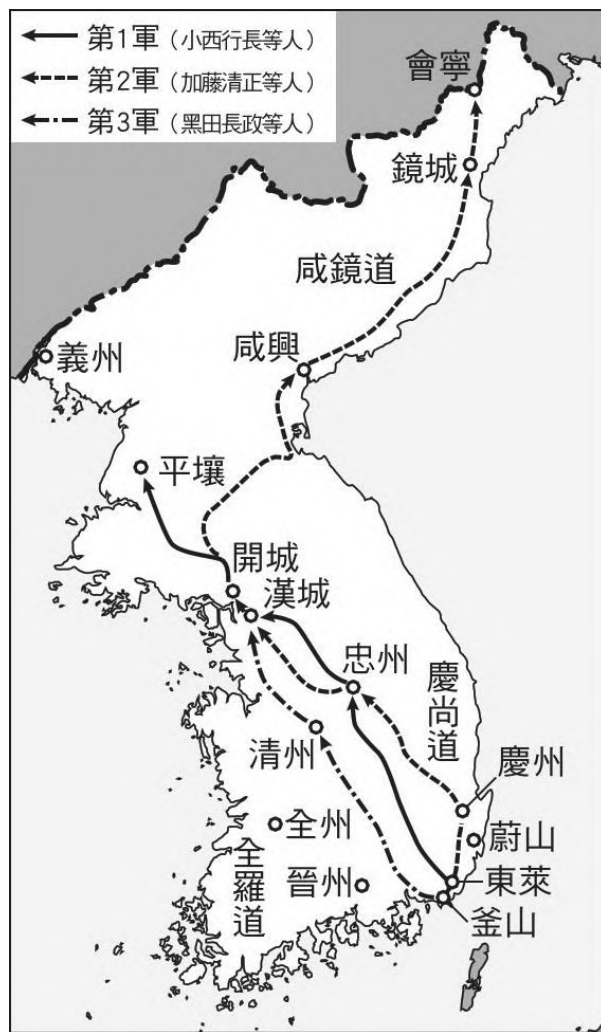 第1軍（小西行長等人）
第2軍（加藤清正等人）
第3軍（黑田長政等人）
會寧
鏡城
咸鏡道
咸興
義州
平壤
開城
漢城
忠州
慶尚道
清州
慶州
蔚山
全州
全羅道
晉州
東萊
釜山